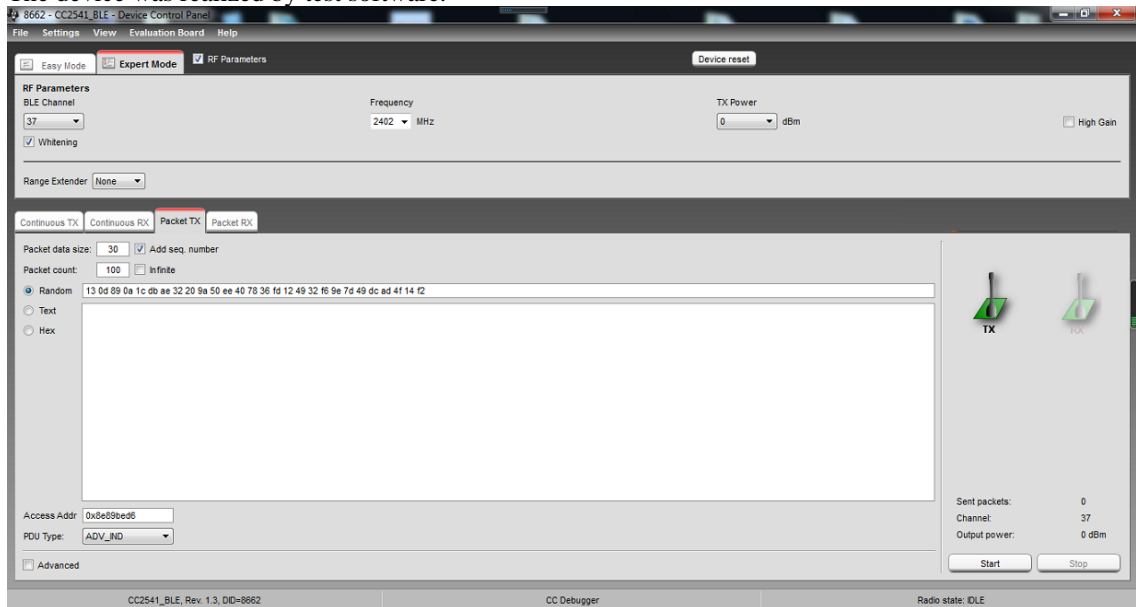 The device was realized by test software.
8662 - CC2541_BLE - Device Control Panel
File Settings View Evaluation Board Help
Easy Mode Expert Mode RF Parameters Device reset
RF Parameters
BLE Channel Frequency TX Power
37 2402 MHz 0 dBm High Gain
Whitening
Range Extender None
Continuous TX Continuous RX Packet TX Packet RX
Packet data size: 30 Add seq. number
Packet count: 100 Infinite
Random 13 0d 89 0a 1c db ae 32 20 9a 50 ee 40 78 36 fd 12 49 32 f6 9e 7d 49 dc ad 4f 14 f2
Text
Hex
TX RX
Sent packets: 0
Access Addr 0x8e89bed6
Channel: 37
PDU Type: ADV_IND
Output power: 0 dBm
Advanced
Start Stop
CC2541_BLE, Rev. 1.3, DID=8662 CC Debugger Radio state: IDLE